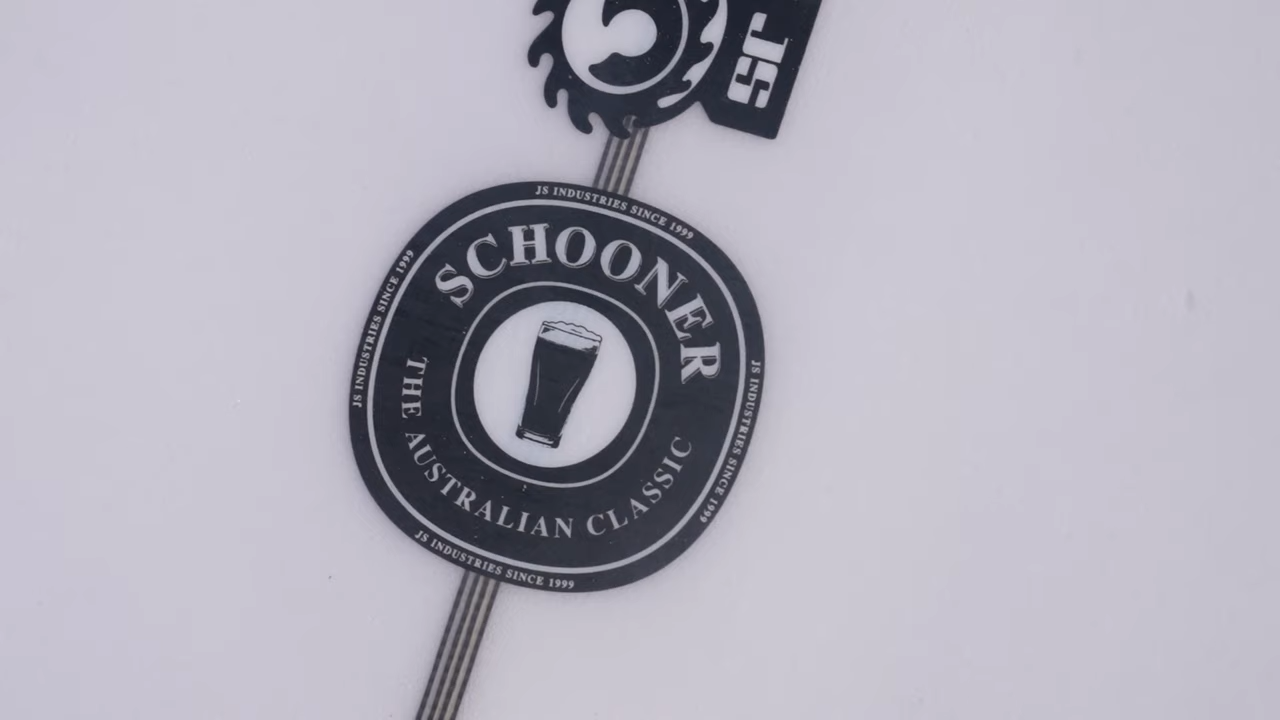 JS
JS INDUSTRIES SINCE 1999
SCHOONER
THE AUSTRALIAN CLASSIC
JS INDUSTRIES SINCE 1999
JS INDUSTRIES SINCE 1999
JS INDUSTRIES SINCE 1999